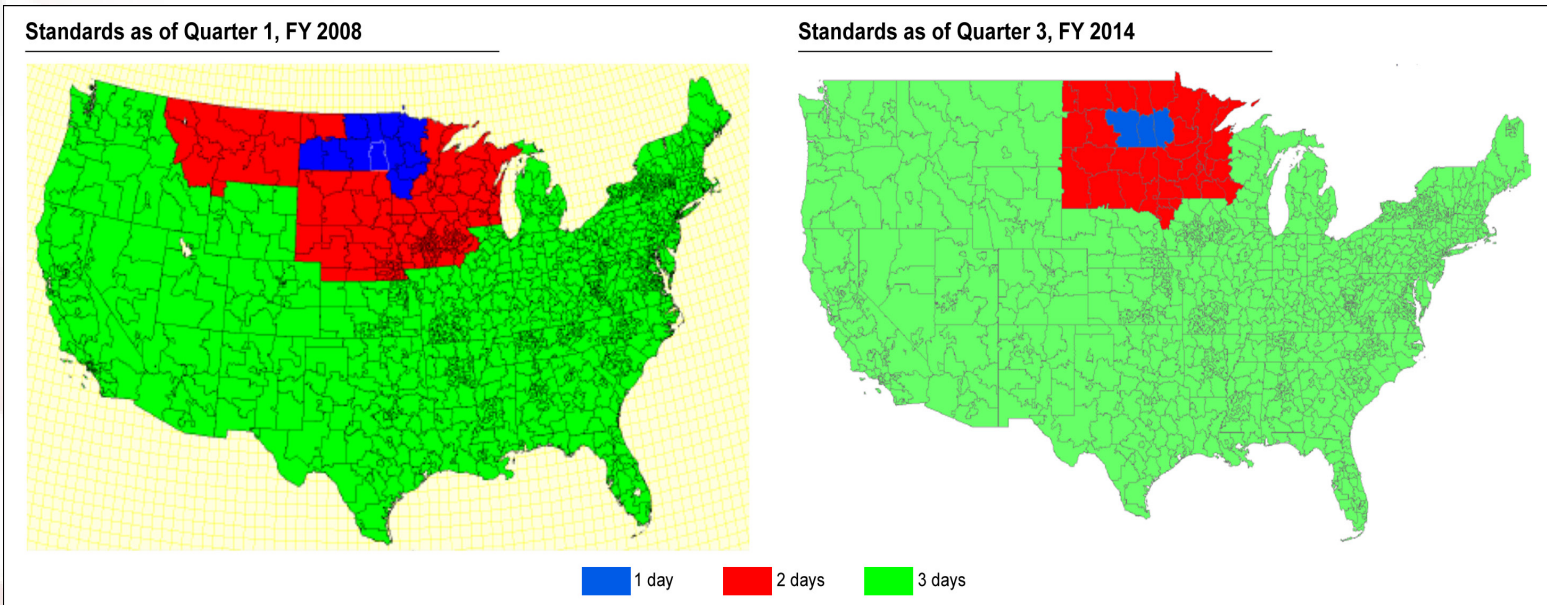 Standards as of Quarter 1, FY 2008
Standards as of Quarter 3, FY 2014
1 day
2 days
3 days